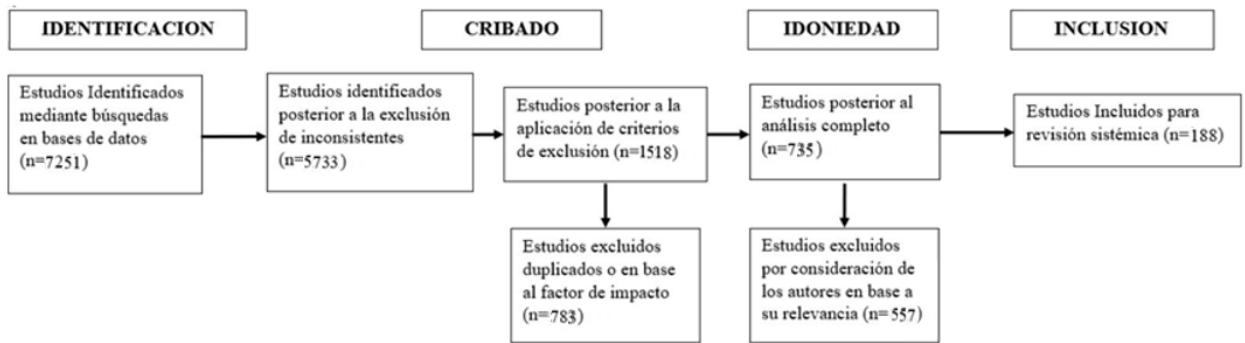 IDENTIFICACION
CRIBADO
IDONIEDAD
INCLUSION
Estudios Identificados
mediante búsquedas
en bases de datos
(n=7251)
Estudios identificados
posterior a la exclusión
de inconsistentes
(n=5733)
Estudios posterior a la
aplicación de criterios
de exclusión (n=1518)
Estudios posterior al
análisis completo
(n=735)
Estudios Incluidos para
revisión sistémica (n=188)
Estudios excluidos
duplicados o en base
al factor de impacto
(n=783)
Estudios excluidos
por consideración de
los autores en base a
su relevancia (n=557)